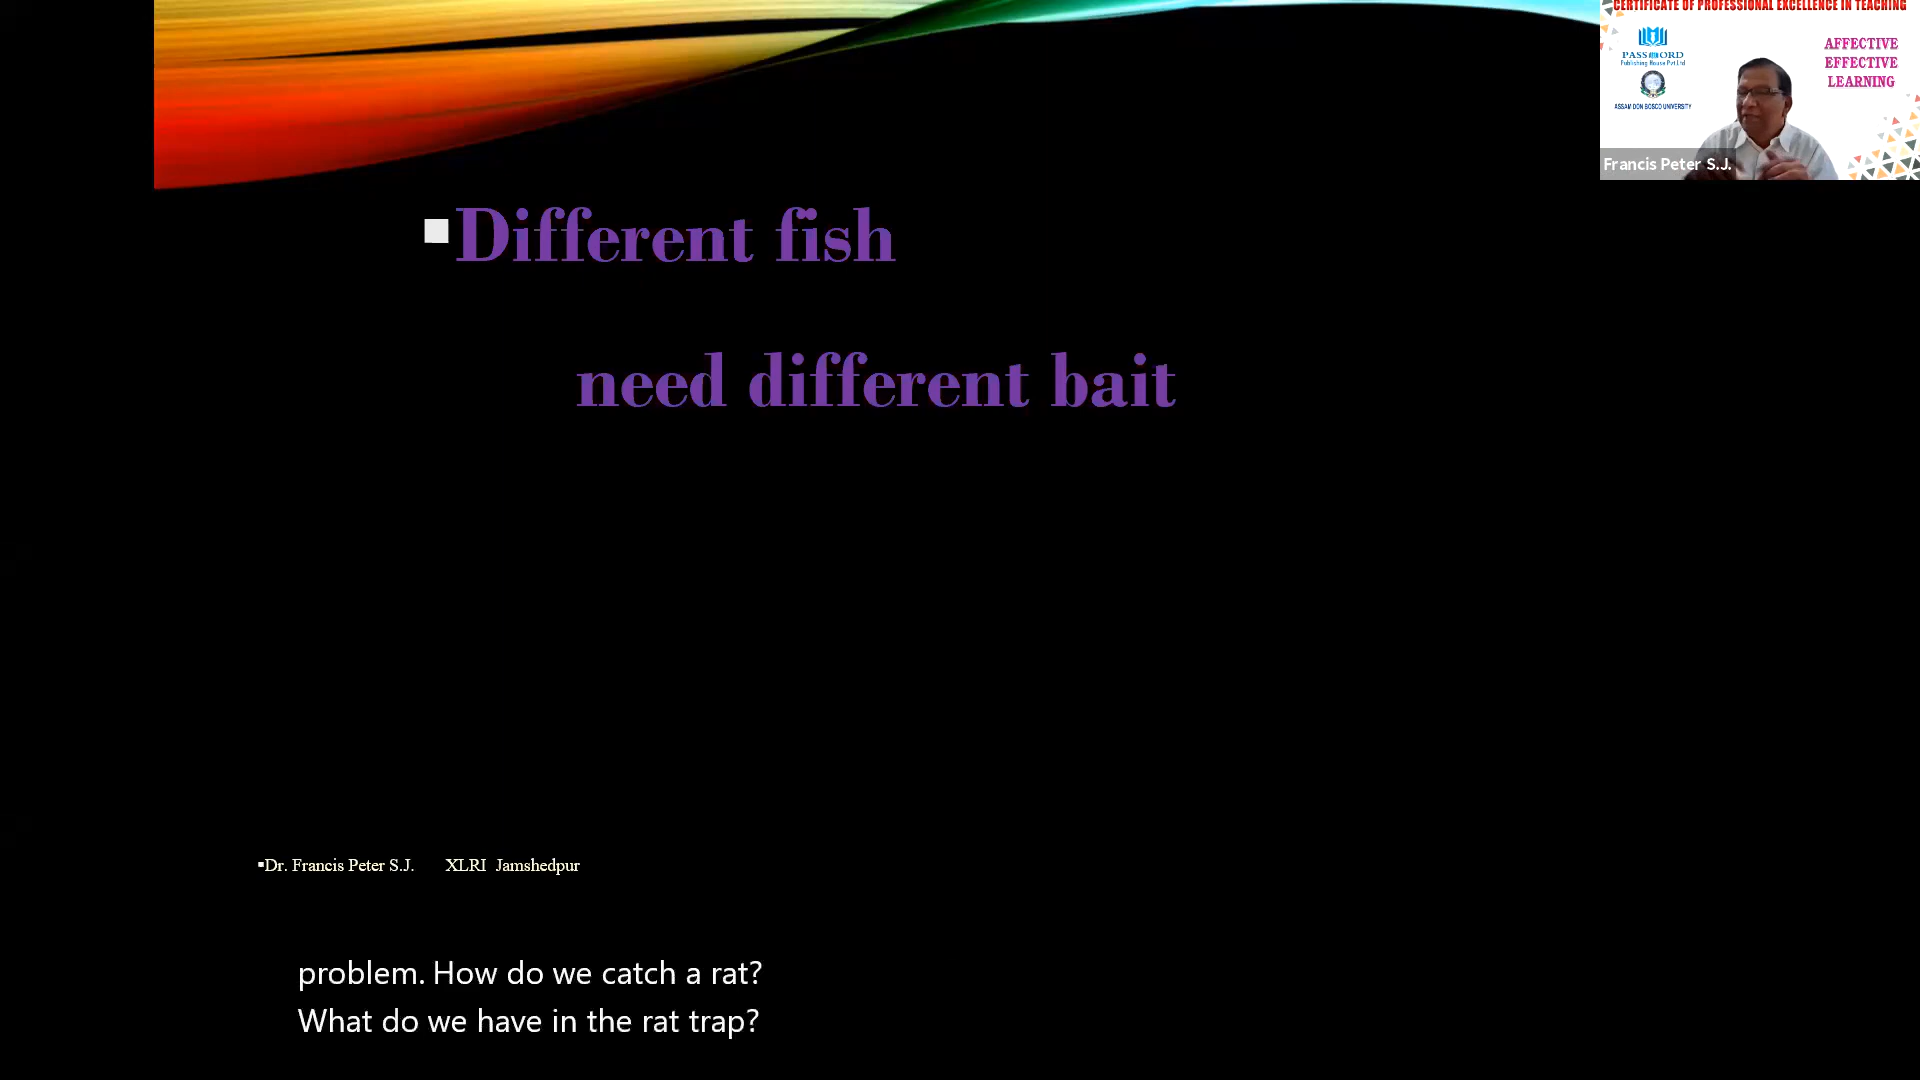 CERTIFICATE OF PROFESSIONAL EXCELLENCE IN TEACHING
PASSWORD
Publishing House Pvt Ltd
ASSAM DON BOSCO UNIVERSITY
AFFECTIVE
EFFECTIVE
LEARNING
Francis Peter S.J.
Different fish
need different bait
Dr. Francis Peter S.J. XLRI Jamshedpur
problem. How do we catch a rat?
What do we have in the rat trap?